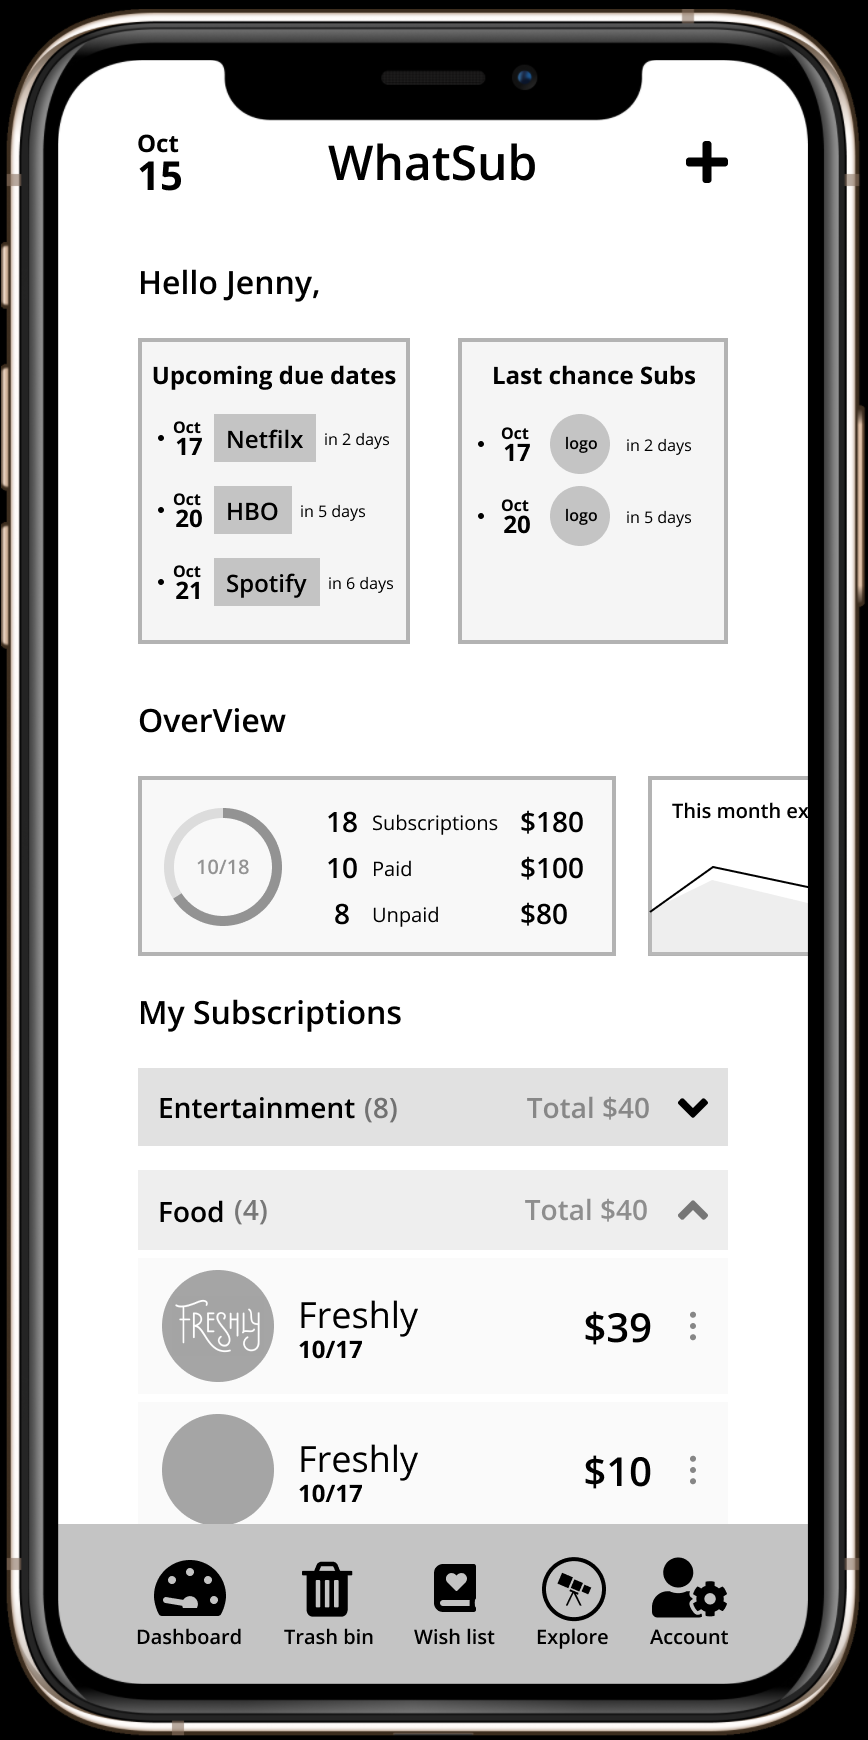 Oct
15
WhatSub
Hello Jenny,
Upcoming due dates
Oct
17
Netfilx
in 2 days
Oct
20
HBO
in 5 days
Oct
21
Spotify
in 6 days
Last chance Subs
Oct
17
logo
in 2 days
Oct
20
logo
in 5 days
OverView
10/18
18 Subscriptions $180
10 Paid $100
8 Unpaid $80
This month ex
My Subscriptions
Entertainment (8) Total $40
Food (4) Total $40
FRESHLY
Freshly
10/17
$39
Freshly
10/17
$10
Dashboard
Trash bin
Wish list
Explore
Account